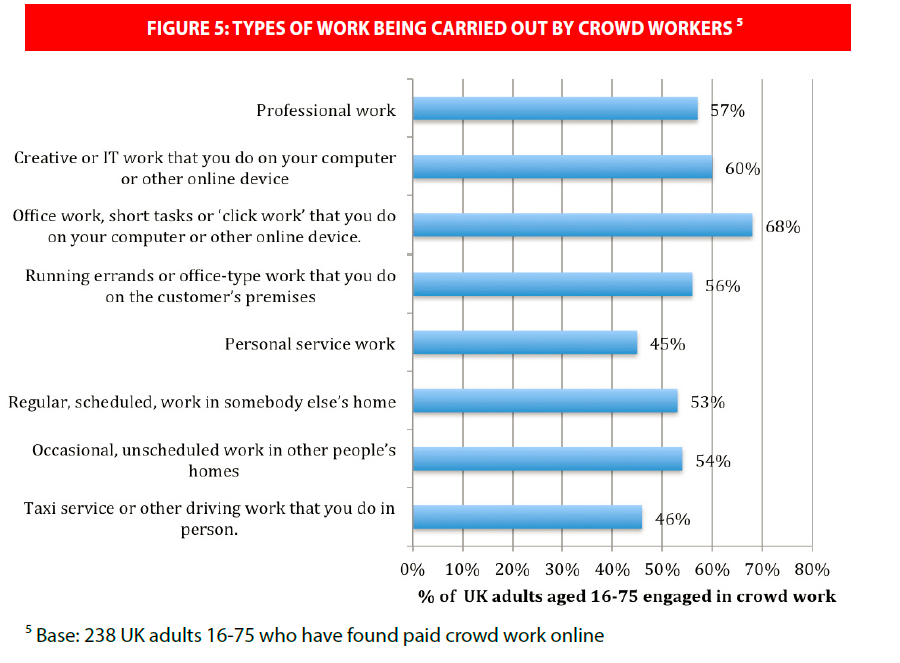 FIGURE 5: TYPES OF WORK BEING CARRIED OUT BY CROWD WORKERS 5
Professional work
57%
Creative or IT work that you do on your computer
or other online device
60%
Office work, short tasks or ‘click work’ that you do
on your computer or other online device.
68%
Running errands or office-type work that you do
on the customer’s premises
56%
Personal service work
45%
Regular, scheduled, work in somebody else’s home
53%
Occasional, unscheduled work in other people’s
homes
54%
Taxi service or other driving work that you do in
person.
46%
0% 10% 20% 30% 40% 50% 60% 70% 80%
% of UK adults aged 16-75 engaged in crowd work
5 Base: 238 UK adults 16-75 who have found paid crowd work online